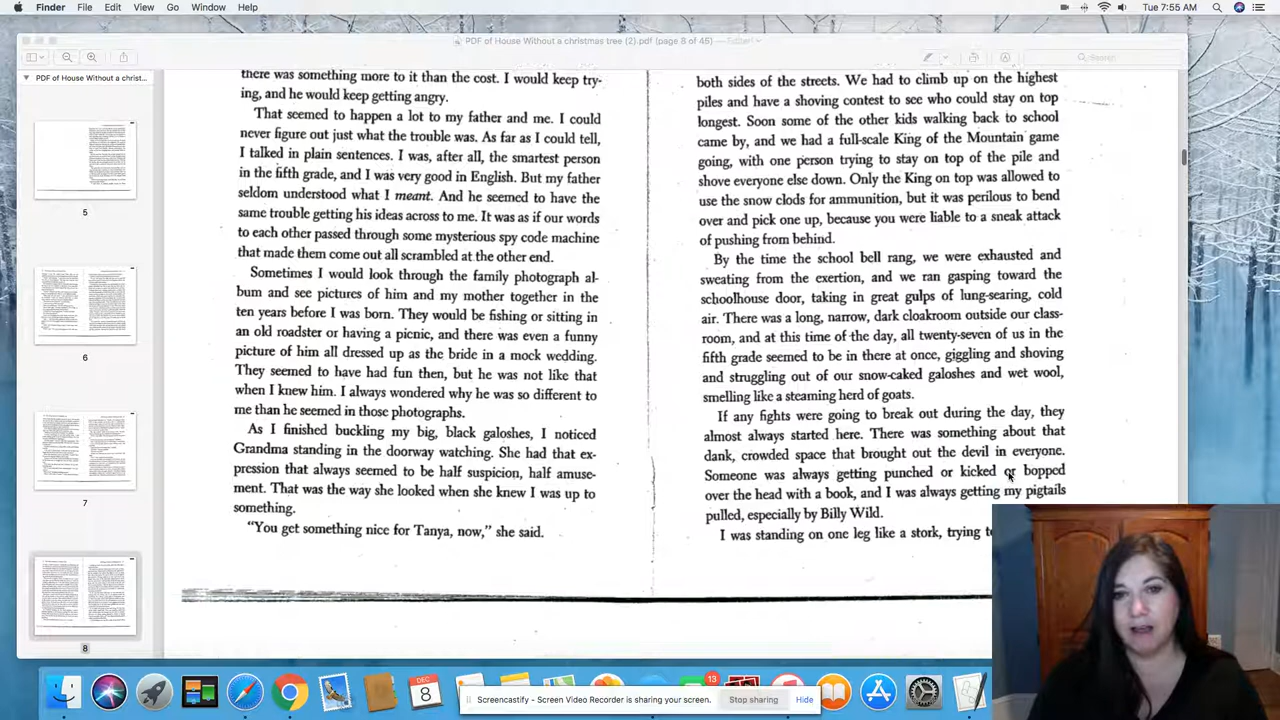 Finder File Edit View Go Window Help
Tue 7:55 AM
PDF of House Without a christmas tree (2).pdf (page 8 of 45)
Search
PDF of House Without a christ...
5
6
7
8
there was something more to it than the cost. I would keep try-
ing, and he would keep getting angry.
That seemed to happen a lot to my father and me. I could
never figure out just what the trouble was. As far as I could tell,
I talked in plain sentences. I was, after all, the smartest person
in the fifth grade, and I was very good in English. But my father
seldom understood what I meant. And he seemed to have the
same trouble getting his ideas across to me. It was as if our words
to each other passed through some mysterious spy code machine
that made them come out all scrambled at the other end.
Sometimes I would look through the family photograph al-
bum and see pictures of him and my mother together in the
ten years before I was born. They would be fishing or sitting in
an old roadster or having a picnic, and there was even a funny
picture of him all dressed up as the bride in a mock wedding.
They seemed to have had fun then, but he was not like that
when I knew him. I always wondered why he was so different to
me than he seemed in those photographs.
As I finished buckling my big, black galoshes, I noticed
Grandma standing in the doorway watching. She had that ex-
pression that always seemed to be half suspicion, half amuse-
ment. That was the way she looked when she knew I was up to
something.
"You get something nice for Tanya, now," she said.
both sides of the streets. We had to climb up on the highest
piles and have a shoving contest to see who could stay on top
longest. Soon some of the other kids walking back to school
came by, and we had a full-scale King of the Mountain game
going, with one person trying to stay on top of the pile and
shove everyone else down. Only the King on top was allowed to
use the snow clods for ammunition, but it was perilous to bend
over and pick one up, because you were liable to a sneak attack
of pushing from behind.
By the time the school bell rang, we were exhausted and
sweating from the exertion, and we ran gasping toward the
schoolhouse door, taking in great gulps of lung-searing, cold
air. There was a long, narrow, dark cloakroom outside our class-
room, and at this time of the day, all twenty-seven of us in the
fifth grade seemed to be in there at once, giggling and shoving
and struggling out of our snow-caked galoshes and wet wool,
smelling like a steaming herd of goats.
If any fights were going to break out during the day, they
almost always started here. There was something about that
dank, crowded space that brought out the devil in everyone.
Someone was always getting punched or kicked or bopped
over the head with a book, and I was always getting my pigtails
pulled, especially by Billy Wild.
I was standing on one leg like a stork, trying
DEC
8
13
Screencastify - Screen Video Recorder is sharing your screen. Stop sharing Hide